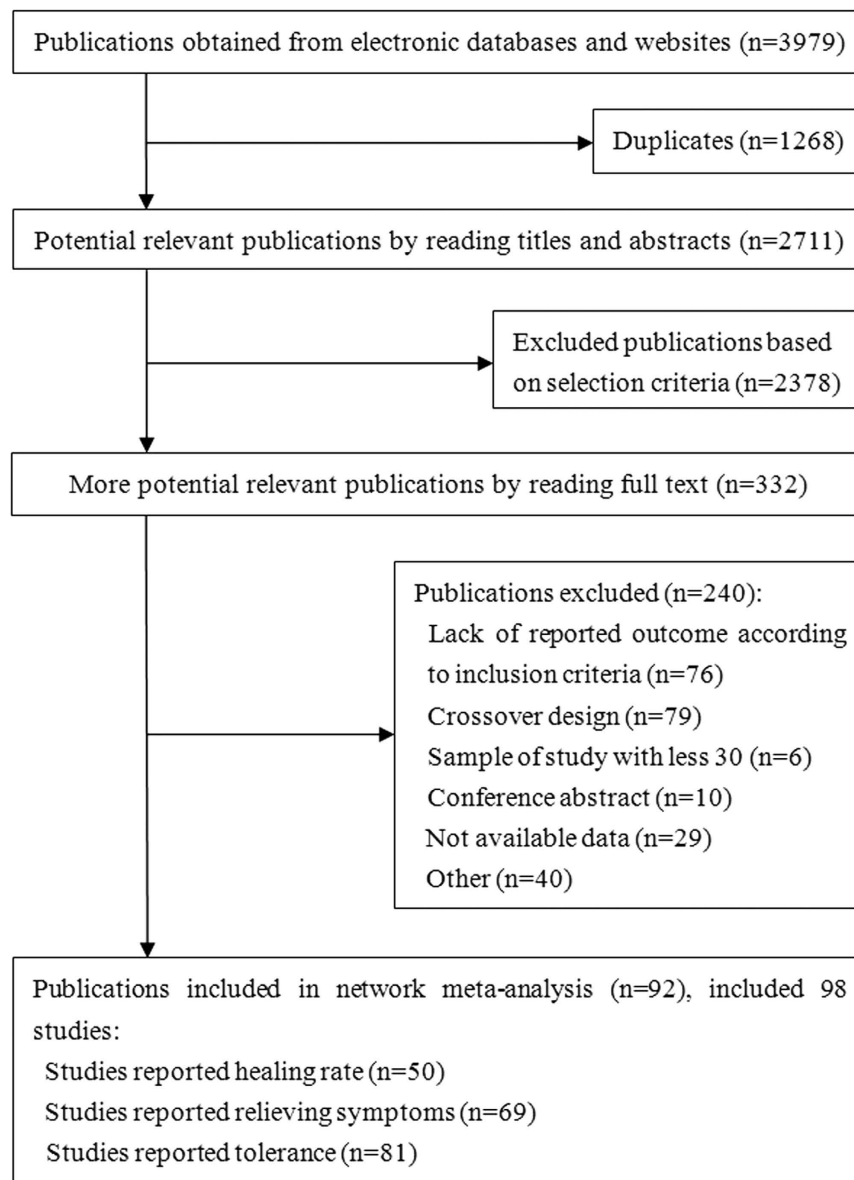 Publications obtained from electronic databases and websites (n=3979)
Duplicates (n=1268)
Potential relevant publications by reading titles and abstracts (n=2711)
Excluded publications based
on selection criteria (n=2378)
More potential relevant publications by reading full text (n=332)
Publications excluded (n=240):
Lack of reported outcome according
to inclusion criteria (n=76)
Crossover design (n=79)
Sample of study with less 30 (n=6)
Conference abstract (n=10)
Not available data (n=29)
Other (n=40)
Publications included in network meta-analysis (n=92), included 98
studies:
Studies reported healing rate (n=50)
Studies reported relieving symptoms (n=69)
Studies reported tolerance (n=81)